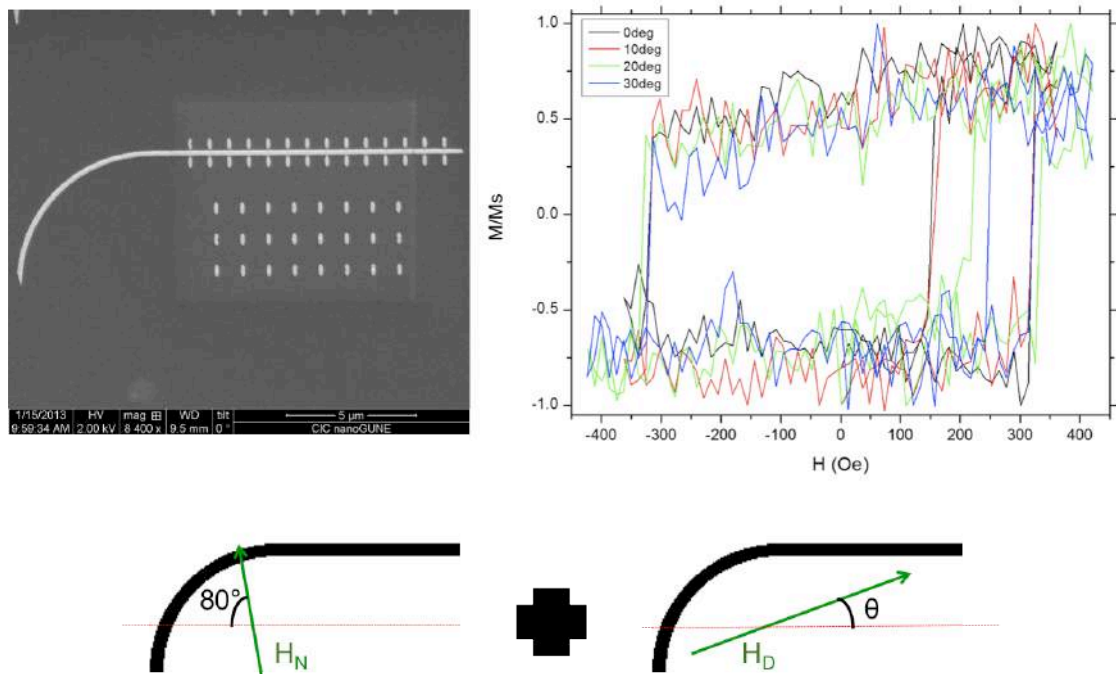 1/15/2013 HV mag ⊞ WD tilt
9:59:34 AM 2.00 kV 8 400 x 9.5 mm 0° 5 µm CIC nanoGUNE
0deg
10deg
20deg
30deg
1.0
0.5
0.0
-0.5
-1.0
M/Ms
-400 -300 -200 -100 0 100 200 300 400
H (Oe)
80°
H_N
θ
H_D